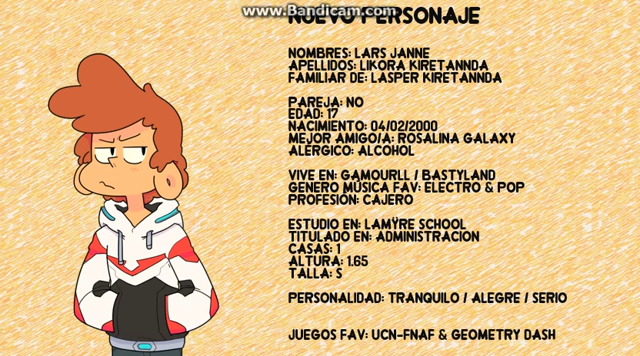 www.Bandicam.com
NUEVO PERSONAJE
NOMBRES: LARS JANNE
APELLIDOS: LIKORA KIRETANNDA
FAMILIAR DE: LASPER KIRETANNDA
PAREJA: NO
EDAD: 17
NACIMIENTO: 04/02/2000
MEJOR AMIGO/A: ROSALINA GALAXY
ALERGICO: ALCOHOL
VIVE EN: GAMOURLL / BASTYLAND
GENERO MÚSICA FAV: ELECTRO & POP
PROFESIÓN: CAJERO
ESTUDIO EN: LAMŸRE SCHOOL
TITULADO EN: ADMINISTRACION
CASAS: 1
ALTURA: 1.65
TALLA: S
PERSONALIDAD: TRANQUILO / ALEGRE / SERIO
JUEGOS FAV: UCN-FNAF & GEOMETRY DASH